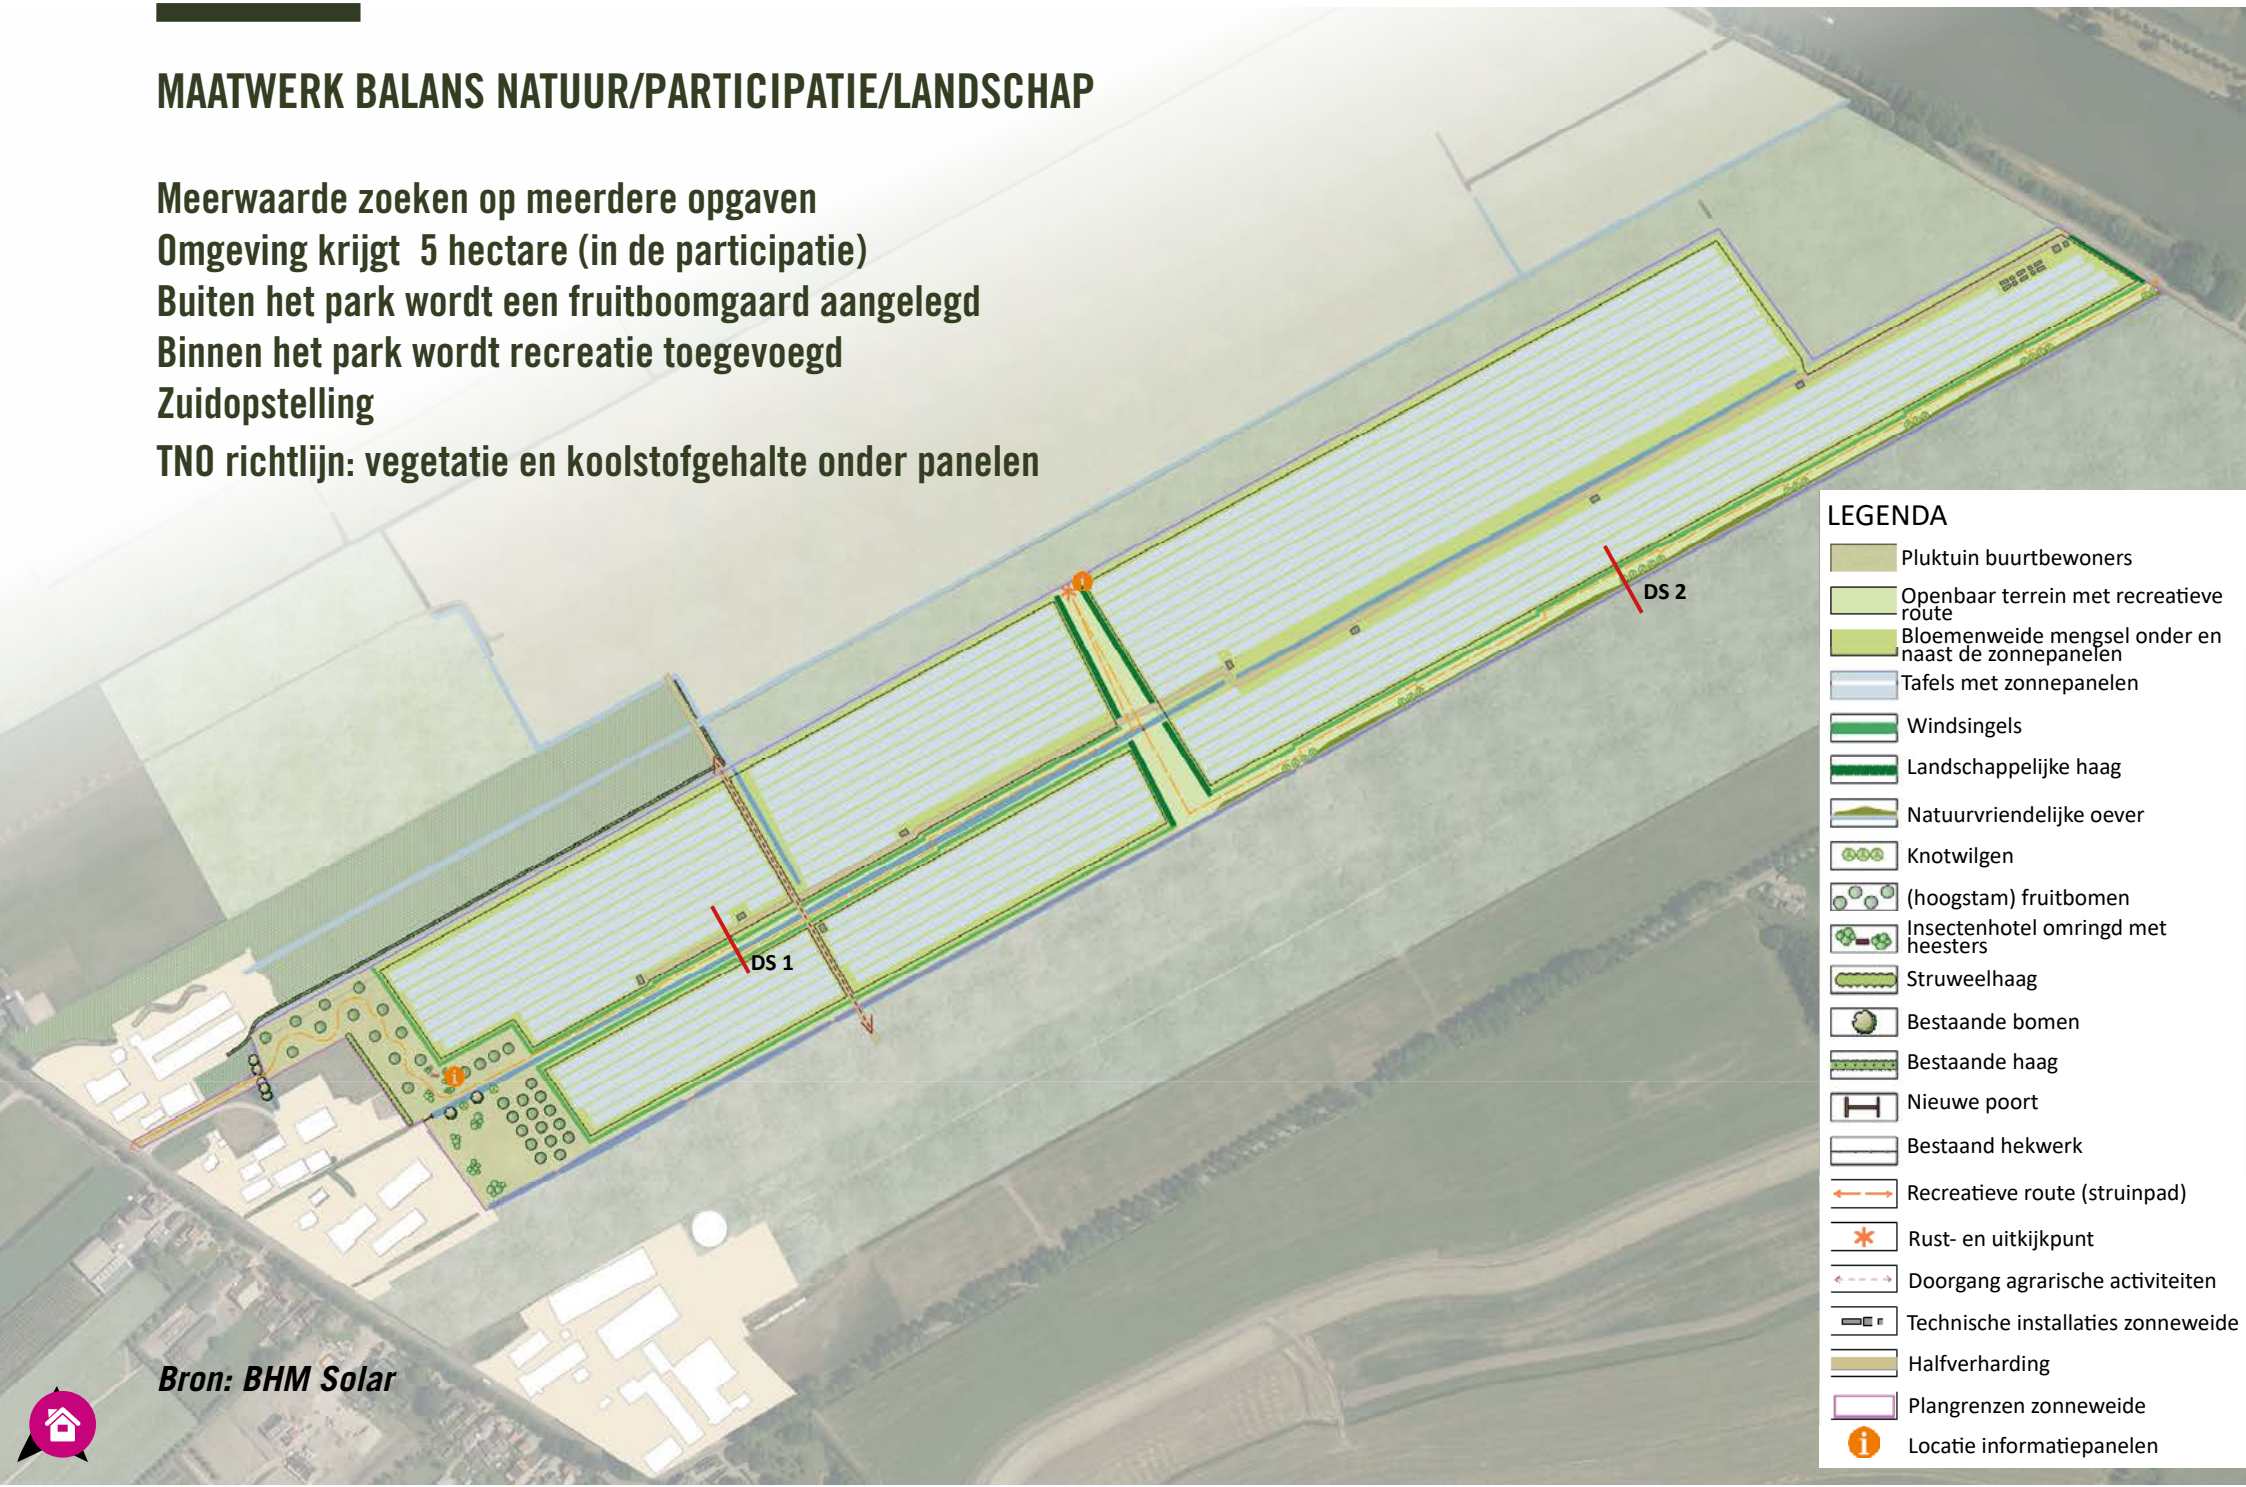 MAATWERK BALANS NATUUR/PARTICIPATIE/LANDSCHAP
Meerwaarde zoeken op meerdere opgaven
Omgeving krijgt 5 hectare (in de participatie)
Buiten het park wordt een fruitboomgaard aangelegd
Binnen het park wordt recreatie toegevoegd
Zuidopstelling
TNO richtlijn: vegetatie en koolstofgehalte onder panelen
i
DS 2
DS 1
i
LEGENDA
Pluktuin buurtbewoners
Openbaar terrein met recreatieve
route
Bloemenweide mengsel onder en
naast de zonnepanelen
Tafels met zonnepanelen
Windsingels
Landschappelijke haag
Natuurvriendelijke oever
Knotwilgen
(hoogstam) fruitbomen
Insectenhotel omringd met
heesters
Struweelhaag
Bestaande bomen
Bestaande haag
Nieuwe poort
Bestaand hekwerk
Recreatieve route (struinpad)
Rust- en uitkijkpunt
Doorgang agrarische activiteiten
Technische installaties zonneweide
Halfverharding
Plangrenzen zonneweide
i Locatie informatiepanelen
Bron: BHM Solar